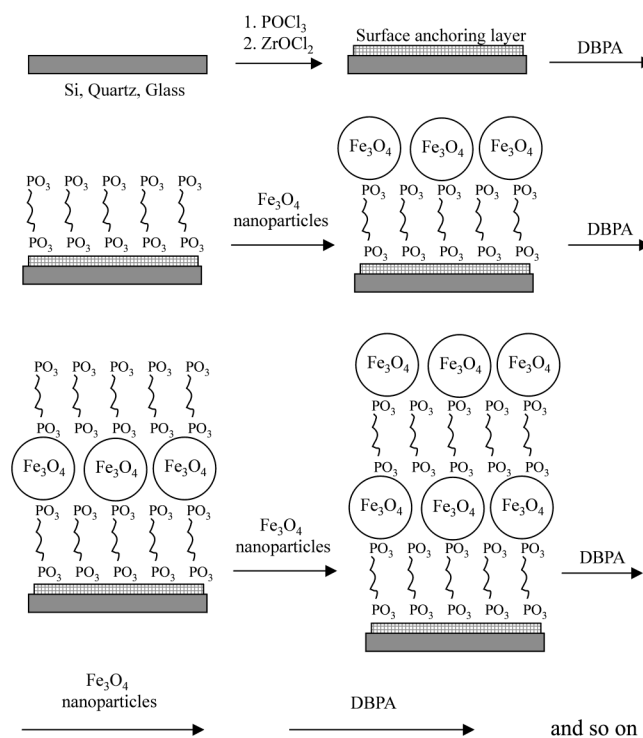 1. POCl3
2. ZrOCl2
Surface anchoring layer
DBPA
Si, Quartz, Glass
PO3 PO3 PO3 PO3 PO3
PO3 PO3 PO3 PO3 PO3
Fe3O4
nanoparticles
Fe3O4 Fe3O4 Fe3O4
PO3 PO3 PO3 PO3 PO3
PO3 PO3 PO3 PO3 PO3
DBPA
PO3 PO3 PO3 PO3 PO3
PO3 PO3 PO3 PO3 PO3
Fe3O4 Fe3O4 Fe3O4
PO3 PO3 PO3 PO3 PO3
PO3 PO3 PO3 PO3 PO3
Fe3O4
nanoparticles
Fe3O4 Fe3O4 Fe3O4
PO3 PO3 PO3 PO3 PO3
PO3 PO3 PO3 PO3 PO3
Fe3O4 Fe3O4 Fe3O4
PO3 PO3 PO3 PO3 PO3
PO3 PO3 PO3 PO3 PO3
DBPA
Fe3O4
nanoparticles
DBPA
and so on